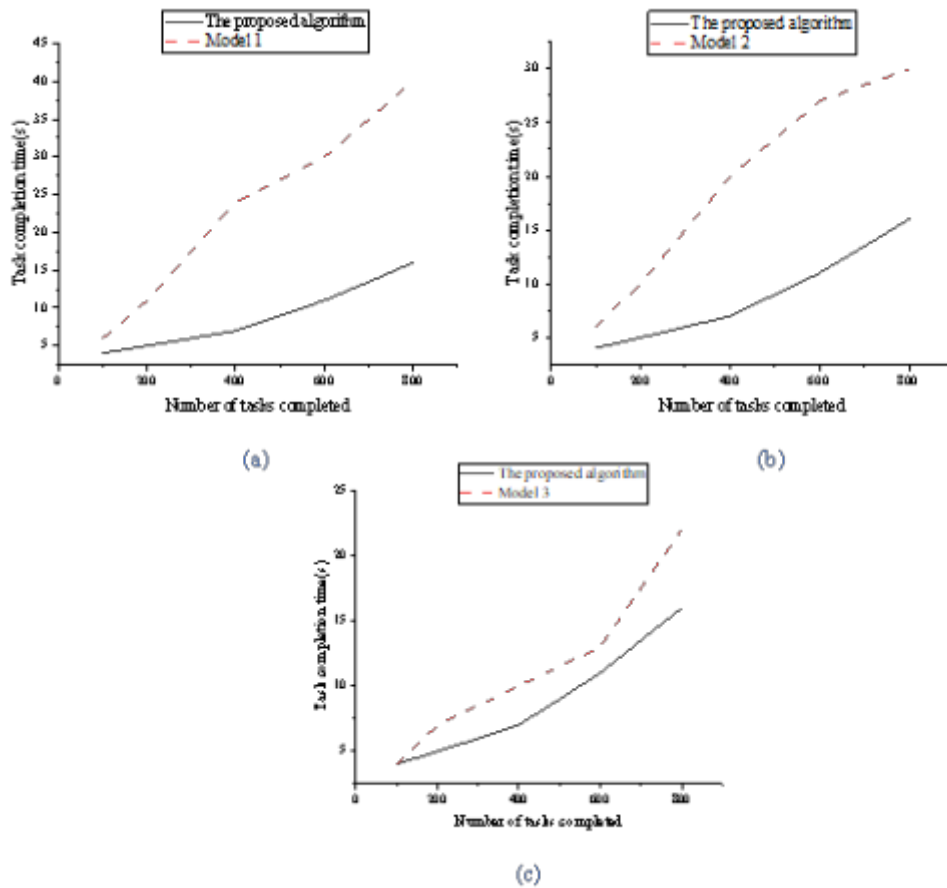 The proposed algorithm
Model 1
45
40
35
30
25
20
15
10
5
Task completion time(s)
0
200
400
600
800
Number of tasks completed
(a)
The proposed algorithm
Model 2
30
25
20
15
10
5
Task completion time(s)
0
200
400
600
800
Number of tasks completed
(b)
The proposed algorithm
Model 3
25
20
15
10
5
Task completion time(s)
0
200
400
600
800
Number of tasks completed
(c)